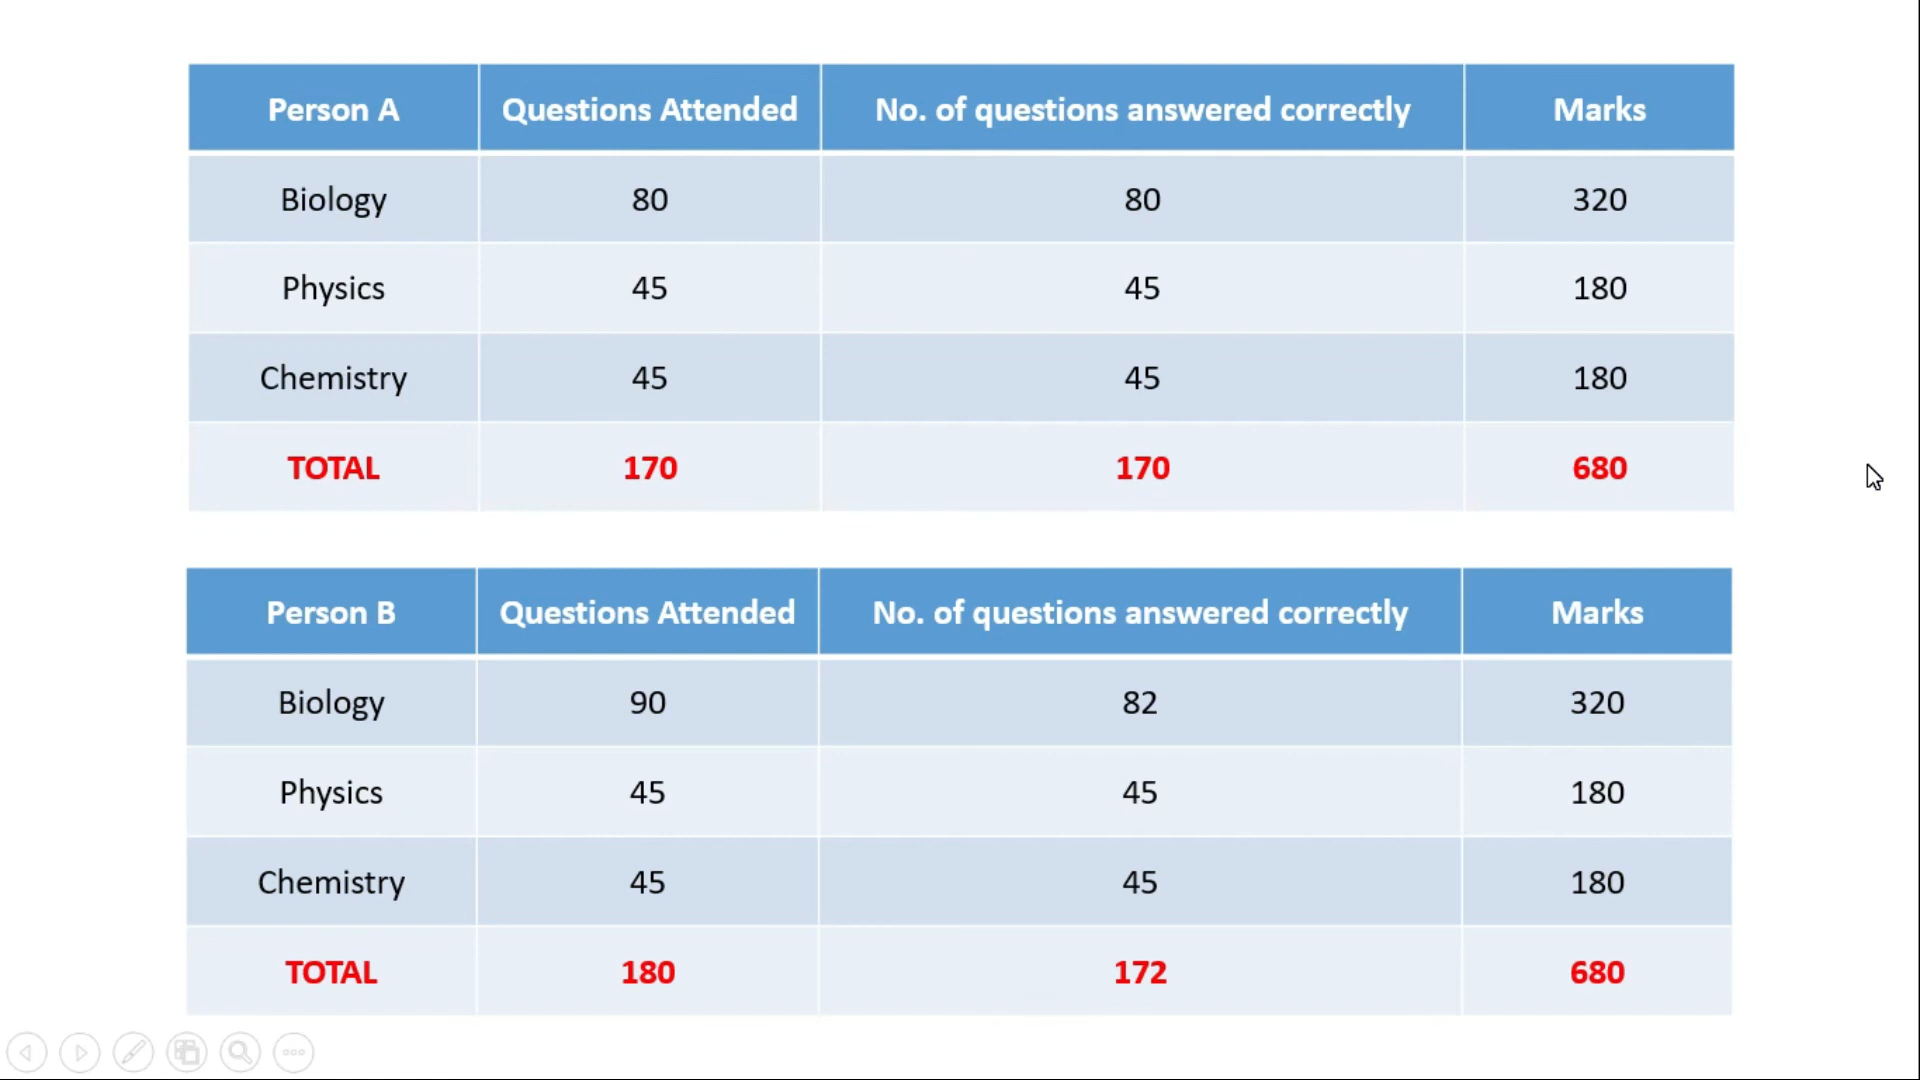 Person A Questions Attended No. of questions answered correctly Marks
Biology 80 80 320
Physics 45 45 180
Chemistry 45 45 180
TOTAL 170 170 680
Person B Questions Attended No. of questions answered correctly Marks
Biology 90 82 320
Physics 45 45 180
Chemistry 45 45 180
TOTAL 180 172 680